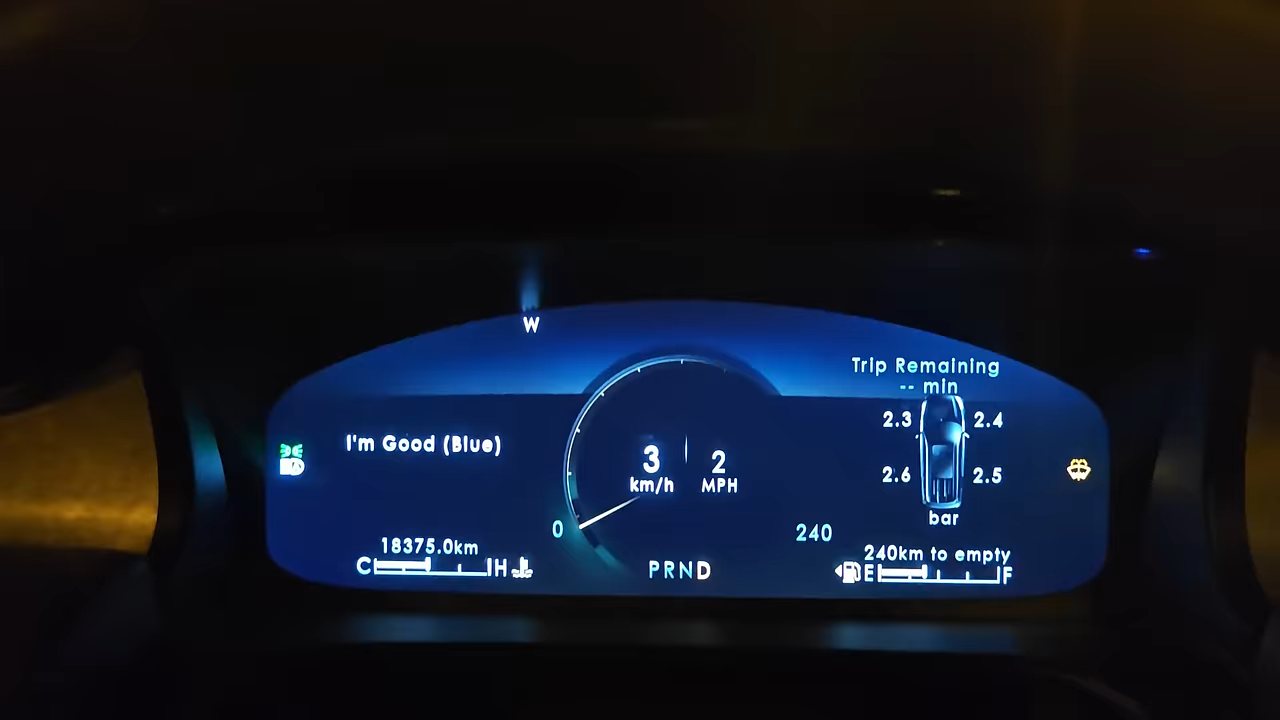 W
Trip Remaining
-- min
2.3 2.4
I'm Good (Blue)
3 2
km/h MPH
2.6 2.5
bar
0 240
18375.0km
240km to empty
C H
PRND
E F